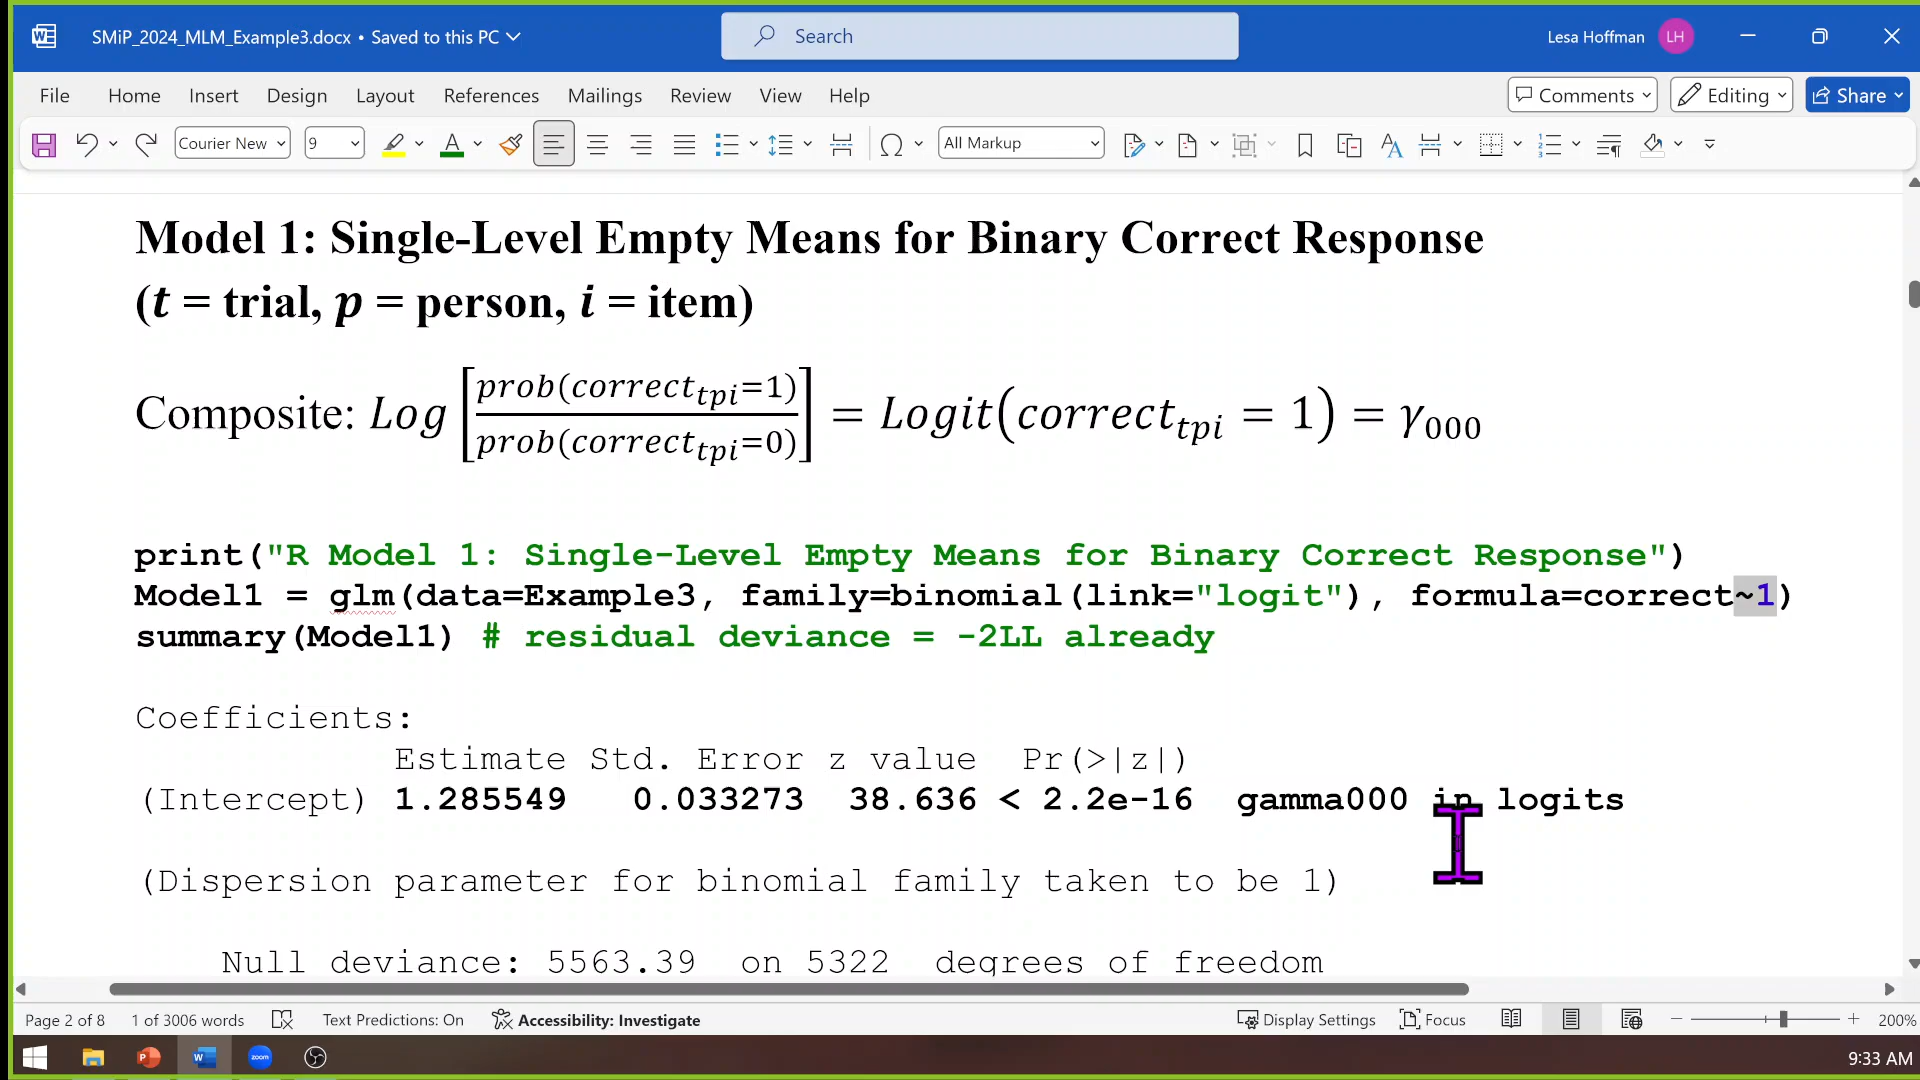 SMiP_2024_MLM_Example3.docx • Saved to this PC
Search
Lesa Hoffman
LH
File Home Insert Design Layout References Mailings Review View Help
Comments
Editing
Share
Courier New
9
All Markup
Model 1: Single-Level Empty Means for Binary Correct Response
(t = trial, p = person, i = item)
Composite: Log [prob(correct_tpi=1) / prob(correct_tpi=0)] = Logit(correct_tpi = 1) = γ_000
print("R Model 1: Single-Level Empty Means for Binary Correct Response")
Model1 = glm(data=Example3, family=binomial(link="logit"), formula=correct~1)
summary(Model1) # residual deviance = -2LL already
Coefficients:
Estimate Std. Error z value Pr(>|z|)
(Intercept) 1.285549 0.033273 38.636 < 2.2e-16 gamma000 in logits
(Dispersion parameter for binomial family taken to be 1)
Null deviance: 5563.39 on 5322 degrees of freedom
Page 2 of 8 1 of 3006 words Text Predictions: On Accessibility: Investigate Display Settings Focus 200%
zoom
9:33 AM